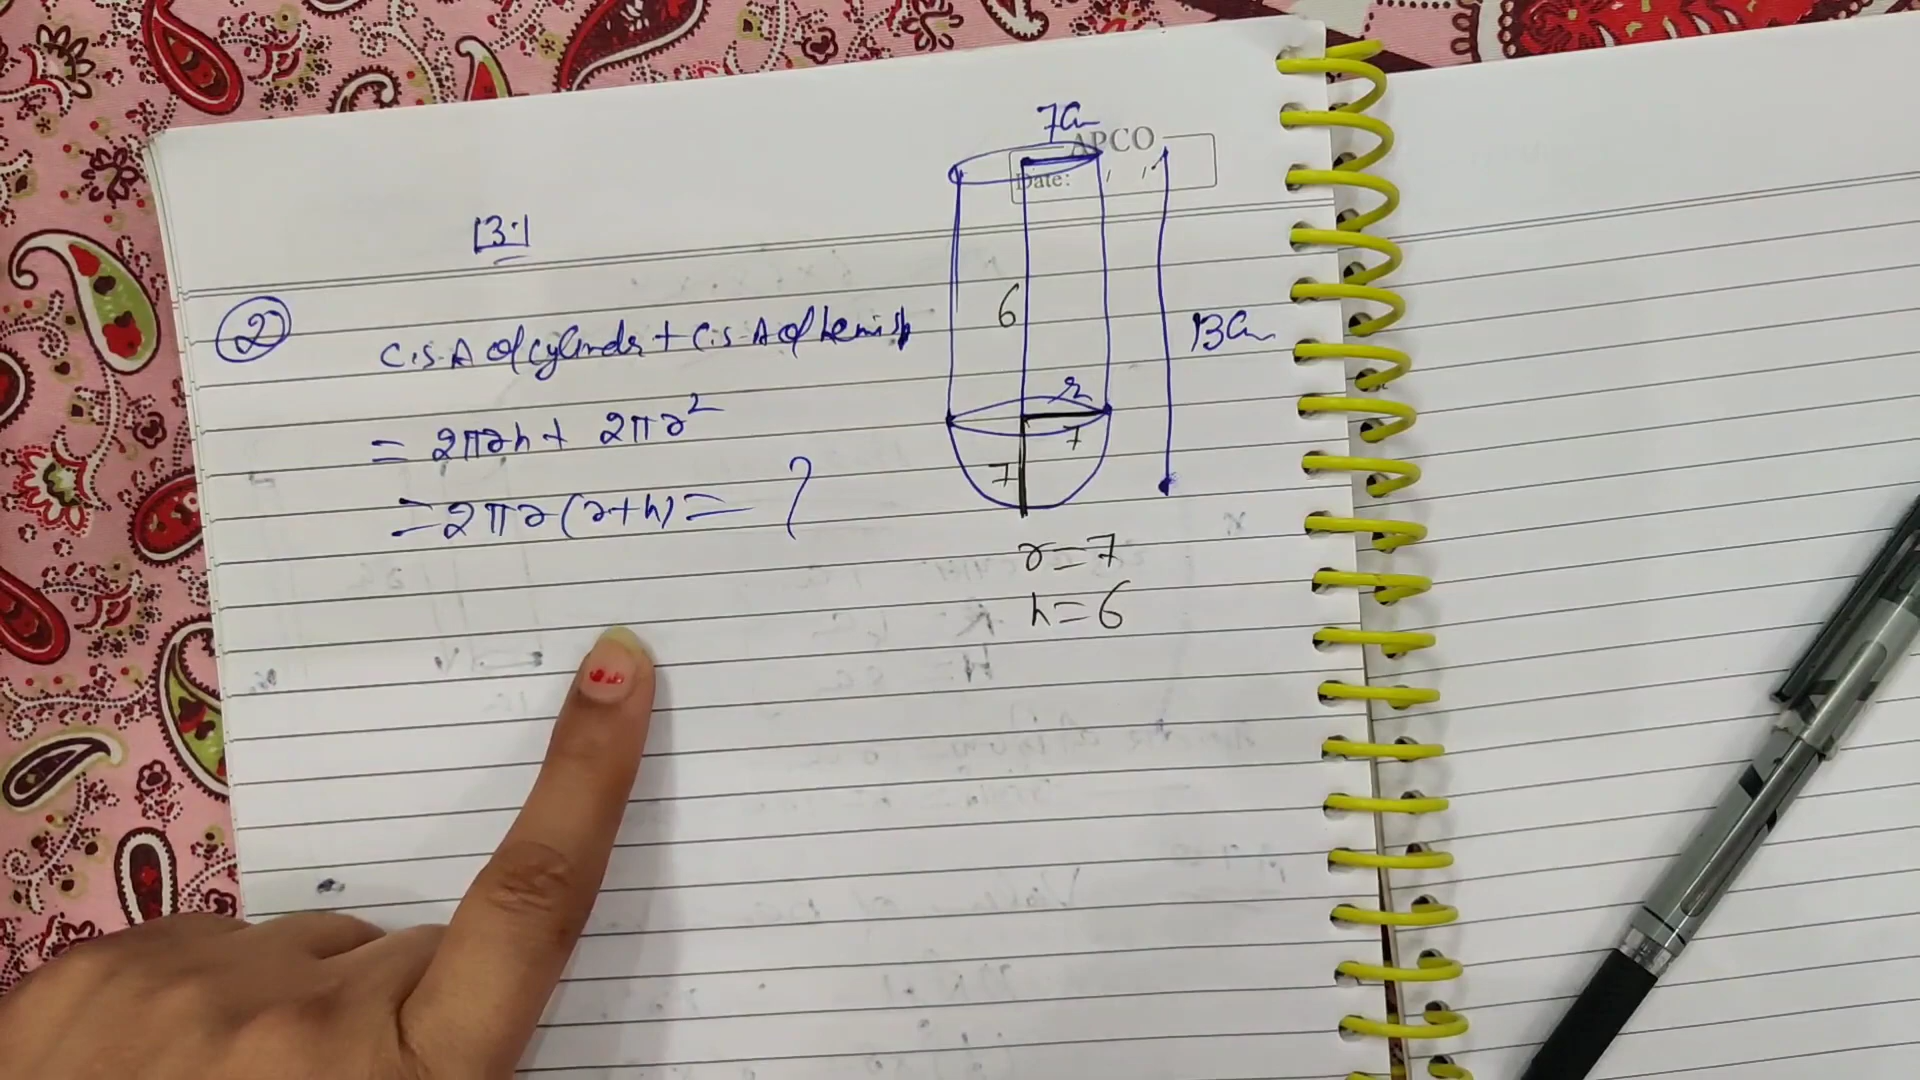 7cm
APCO
Date: / /
13.1
6
13cm
② C.S.A of cylinder + C.S.A of hemisp
= 2πrh + 2πr²
r
7
7
= 2πr(r+h) = ?
r=7
h=6